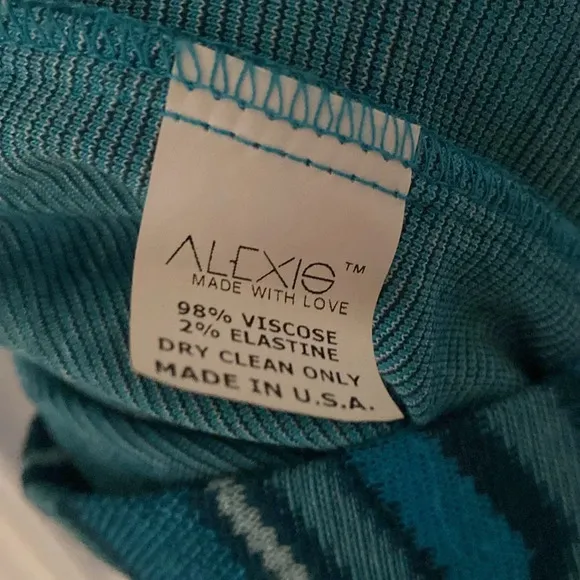 ALEXIS™
MADE WITH LOVE
98% VISCOSE
2% ELASTINE
DRY CLEAN ONLY
MADE IN U.S.A.